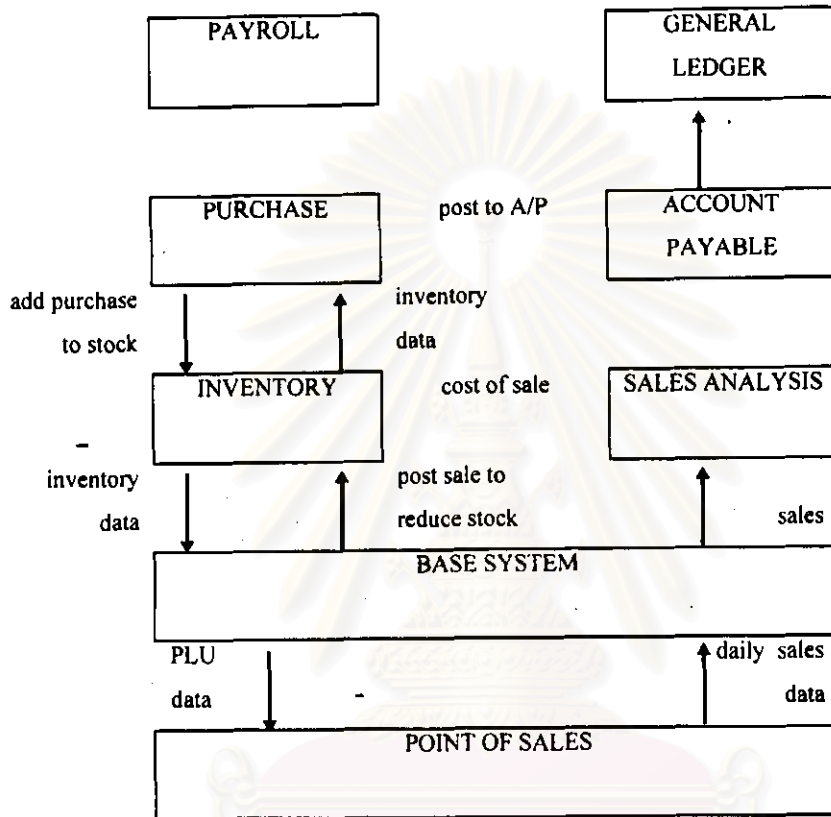 PAYROLL
GENERAL
LEDGER
PURCHASE
post to A/P
ACCOUNT
PAYABLE
add purchase
to stock
inventory
data
INVENTORY
cost of sale
SALES ANALYSIS
inventory
data
post sale to
reduce stock
sales
BASE SYSTEM
PLU
data
daily sales
data
POINT OF SALES